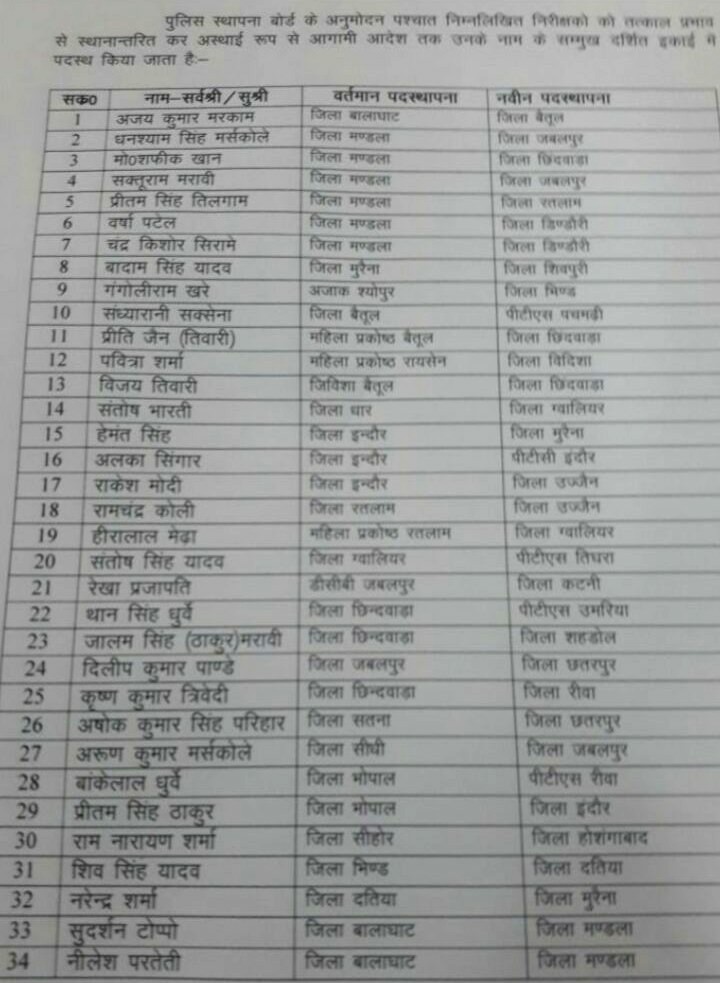 पुलिस स्थापना बोर्ड के अनुमोदन पश्चात निम्नलिखित निरीक्षको को तत्काल प्रभाव
से स्थानान्तरित कर अस्थाई रूप से आगामी आदेश तक उनके नाम के सम्मुख दर्शित इकाई में
पदस्थ किया जाता हैः–
सक्र0 नाम–सर्वश्री/सुश्री वर्तमान पदस्थापना नवीन पदस्थापना
1 अजय कुमार मरकाम जिला बालाघाट जिला बैतूल
2 घनश्याम सिंह मर्सकोले जिला मण्डला जिला जबलपुर
3 मो0शफीक खान जिला मण्डला जिला छिंदवाडा
4 सक्तूराम मरावी जिला मण्डला जिला जबलपुर
5 प्रीतम सिंह तिलगाम जिला मण्डला जिला रतलाम
6 वर्षा पटेल जिला मण्डला जिला डिण्डौरी
7 चंद्र किशोर सिरामे जिला मण्डला जिला डिण्डौरी
8 बादाम सिंह यादव जिला मुरैना जिला शिवपुरी
9 गंगोलीराम खरे अजाक श्योपुर जिला भिण्ड
10 संध्यारानी सक्सेना जिला बैतूल पीटीएस पचमढ़ी
11 प्रीति जैन (तिवारी) महिला प्रकोष्ठ बैतूल जिला छिंदवाडा
12 पवित्रा शर्मा महिला प्रकोष्ठ रायसेन जिला विदिशा
13 विजय तिवारी जिविशा बैतूल जिला छिंदवाडा
14 संतोष भारती जिला धार जिला ग्वालियर
15 हेमंत सिंह जिला इन्दौर जिला मुरैना
16 अलका सिंगार जिला इन्दौर पीटीसी इंदौर
17 राकेश मोदी जिला इन्दौर जिला उज्जैन
18 रामचंद्र कोली जिला रतलाम जिला उज्जैन
19 हीरालाल मेढ़ा महिला प्रकोष्ठ रतलाम जिला ग्वालियर
20 संतोष सिंह यादव जिला ग्वालियर पीटीएस तिघरा
21 रेखा प्रजापति डीसीबी जबलपुर जिला कटनी
22 थान सिंह धुर्वे जिला छिन्दवाडा पीटीएस उमरिया
23 जालम सिंह (ठाकुर)मरावी जिला छिन्दवाडा जिला शहडोल
24 दिलीप कुमार पाण्डे जिला जबलपुर जिला छतरपुर
25 कृष्ण कुमार त्रिवेदी जिला छिन्दवाडा जिला रीवा
26 अषोक कुमार सिंह परिहार जिला सतना जिला छतरपुर
27 अरूण कुमार मर्सकोले जिला सीधी जिला जबलपुर
28 बांकेलाल धुर्वे जिला भोपाल पीटीएस रीवा
29 प्रीतम सिंह ठाकुर जिला भोपाल जिला इंदौर
30 राम नारायण शर्मा जिला सीहोर जिला होशंगाबाद
31 शिव सिंह यादव जिला भिण्ड जिला दतिया
32 नरेन्द्र शर्मा जिला दतिया जिला मुरैना
33 सुदर्शन टोप्पो जिला बालाघाट जिला मण्डला
34 नीलेश परतेती जिला बालाघाट जिला मण्डला